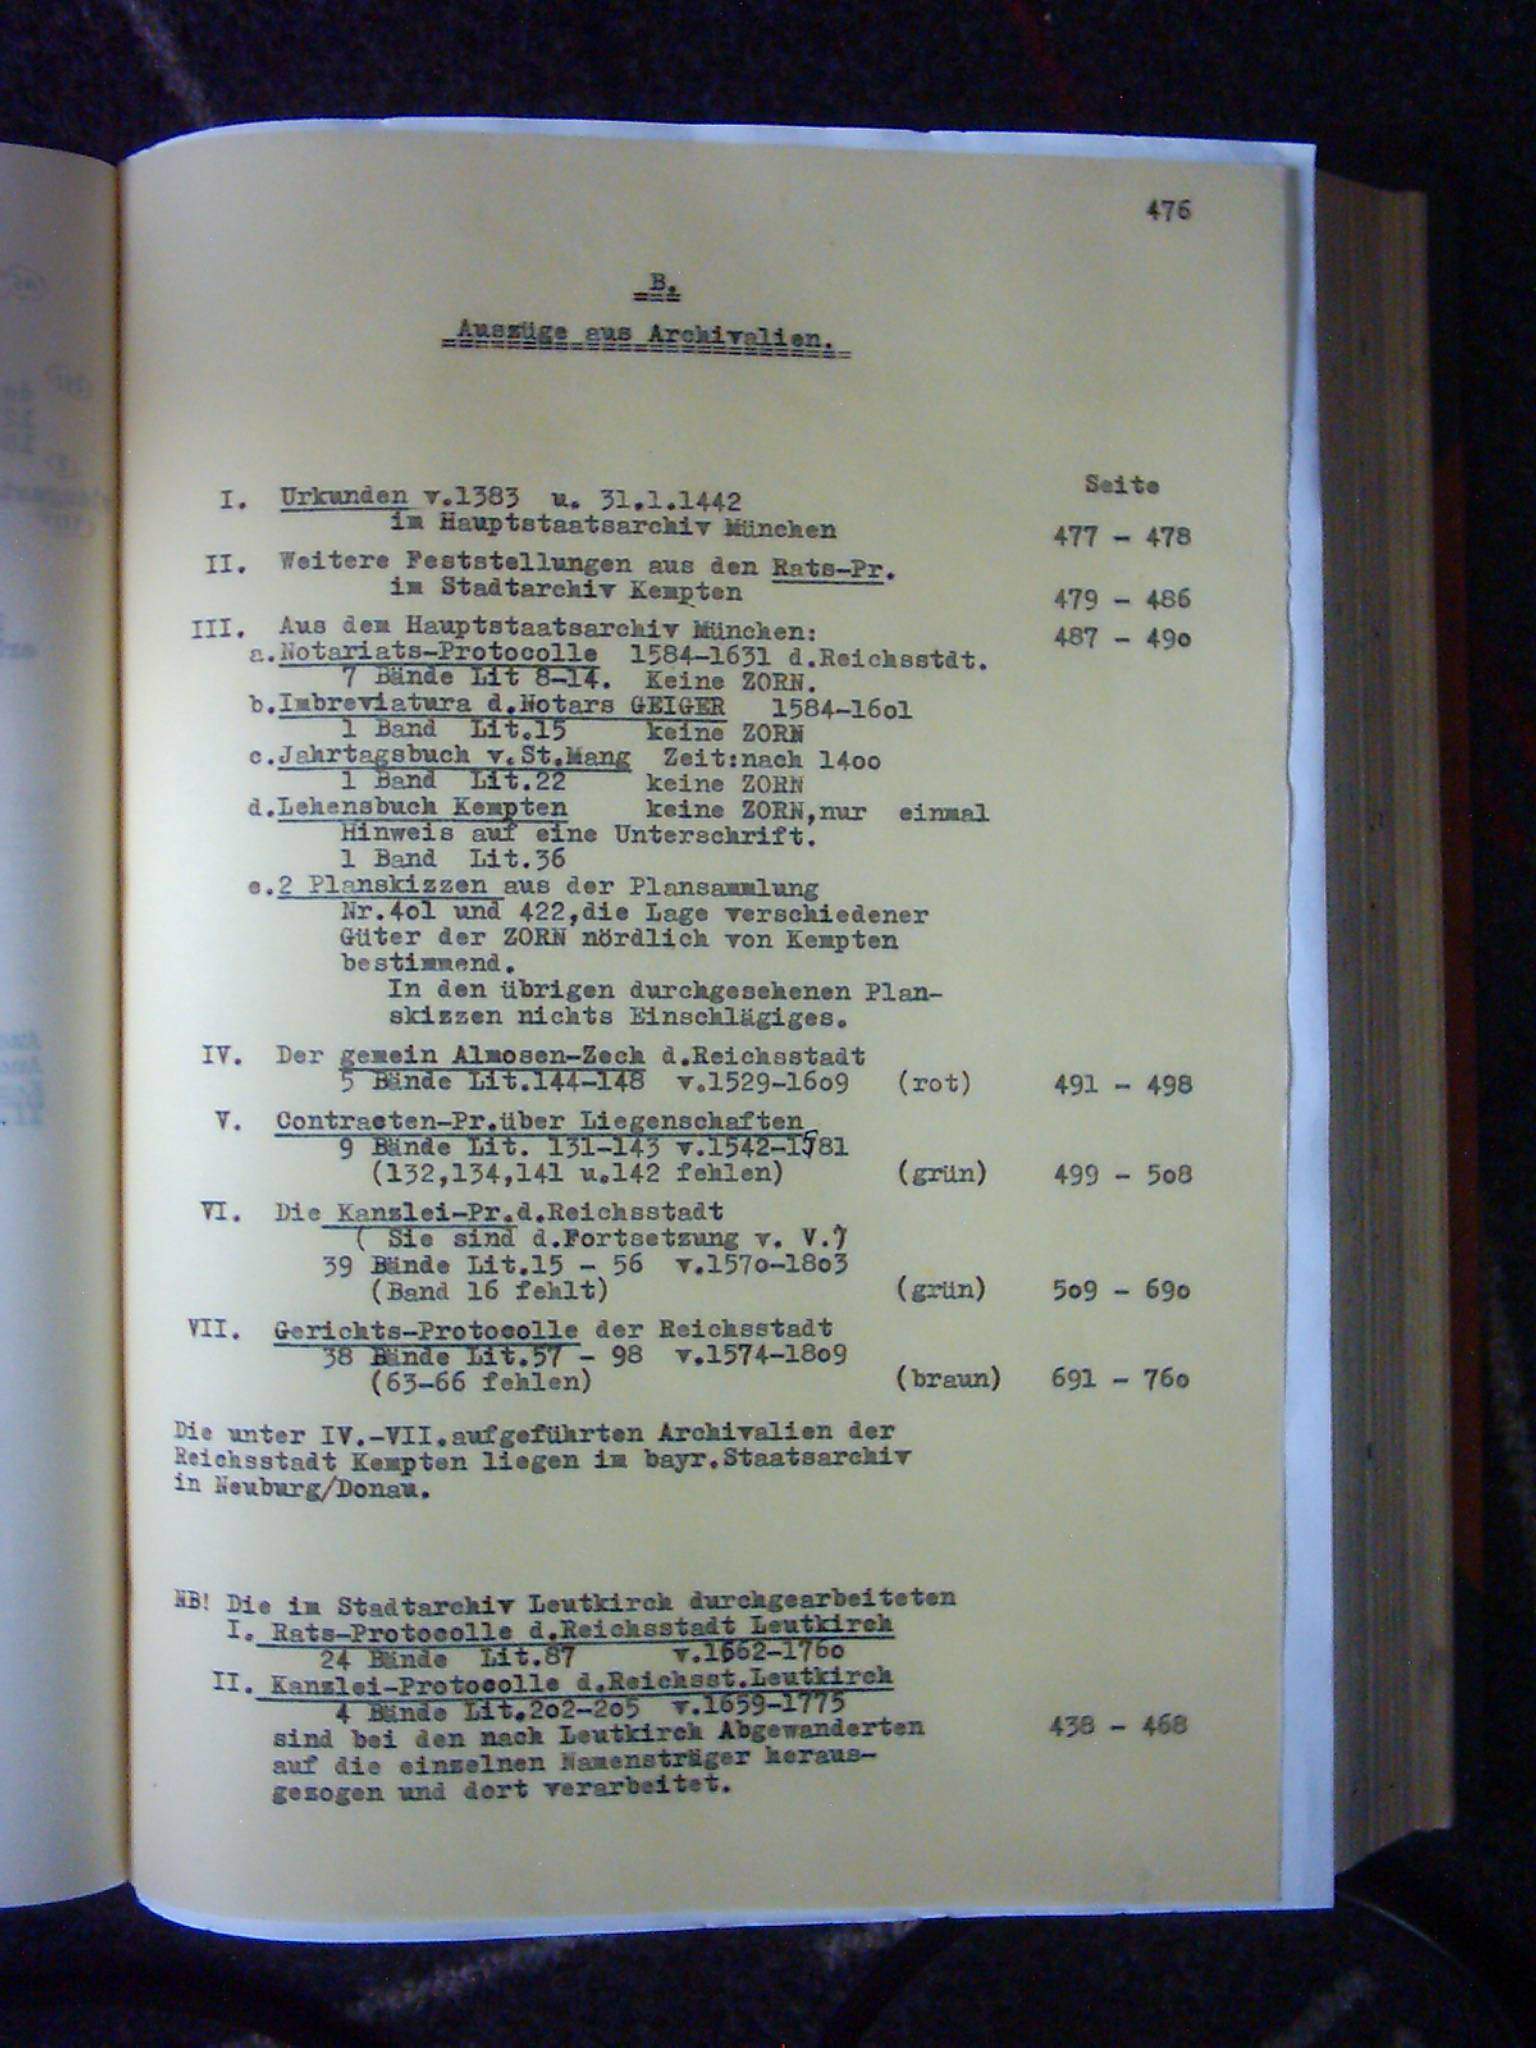 476
B.
Auszüge aus Archivalien.
Seite
I. Urkunden v.1383 u. 31.1.1442
im Hauptstaatsarchiv München 477 - 478
II. Weitere Feststellungen aus den Rats-Pr.
im Stadtarchiv Kempten 479 - 486
III. Aus dem Hauptstaatsarchiv München: 487 - 49o
a.Notariats-Protocolle 1584-1631 d.Reichsstdt.
7 Bände Lit 8-14. Keine ZORN.
b.Imbreviatura d.Notars GEIGER 1584-16o1
1 Band Lit.15 keine ZORN
c.Jahrtagsbuch v.St.Mang Zeit:nach 14oo
1 Band Lit.22 keine ZORN
d.Lehensbuch Kempten keine ZORN,nur einmal
Hinweis auf eine Unterschrift.
1 Band Lit.36
e.2 Planskizzen aus der Plansammlung
Nr.4o1 und 422,die Lage verschiedener
Güter der ZORN nördlich von Kempten
bestimmend.
In den übrigen durchgesehenen Plan-
skizzen nichts Einschlägiges.
IV. Der gemein Almosen-Zech d.Reichsstadt
5 Bände Lit.144-148 v.1529-16o9 (rot) 491 - 498
V. Contracten-Pr.über Liegenschaften
9 Bände Lit. 131-143 v.1542-1581
(132,134,141 u.142 fehlen) (grün) 499 - 5o8
VI. Die Kanzlei-Pr.d.Reichsstadt
( Sie sind d.Fortsetzung v. V.)
39 Bände Lit.15 - 56 v.157o-18o3
(Band 16 fehlt) (grün) 5o9 - 69o
VII. Gerichts-Protocolle der Reichsstadt
38 Bände Lit.57 - 98 v.1574-18o9
(63-66 fehlen) (braun) 691 - 76o
Die unter IV.-VII.aufgeführten Archivalien der
Reichsstadt Kempten liegen im bayr.Staatsarchiv
in Neuburg/Donau.
NB! Die im Stadtarchiv Leutkirch durchgearbeiteten
I. Rats-Protocolle d.Reichsstadt Leutkirch
24 Bände Lit.87 v.1662-176o
II. Kanzlei-Protocolle d.Reichsst.Leutkirch
4 Bände Lit.2o2-2o5 v.1659-1775
sind bei den nach Leutkirch Abgewanderten 438 - 468
auf die einzelnen Namensträger heraus-
gezogen und dort verarbeitet.